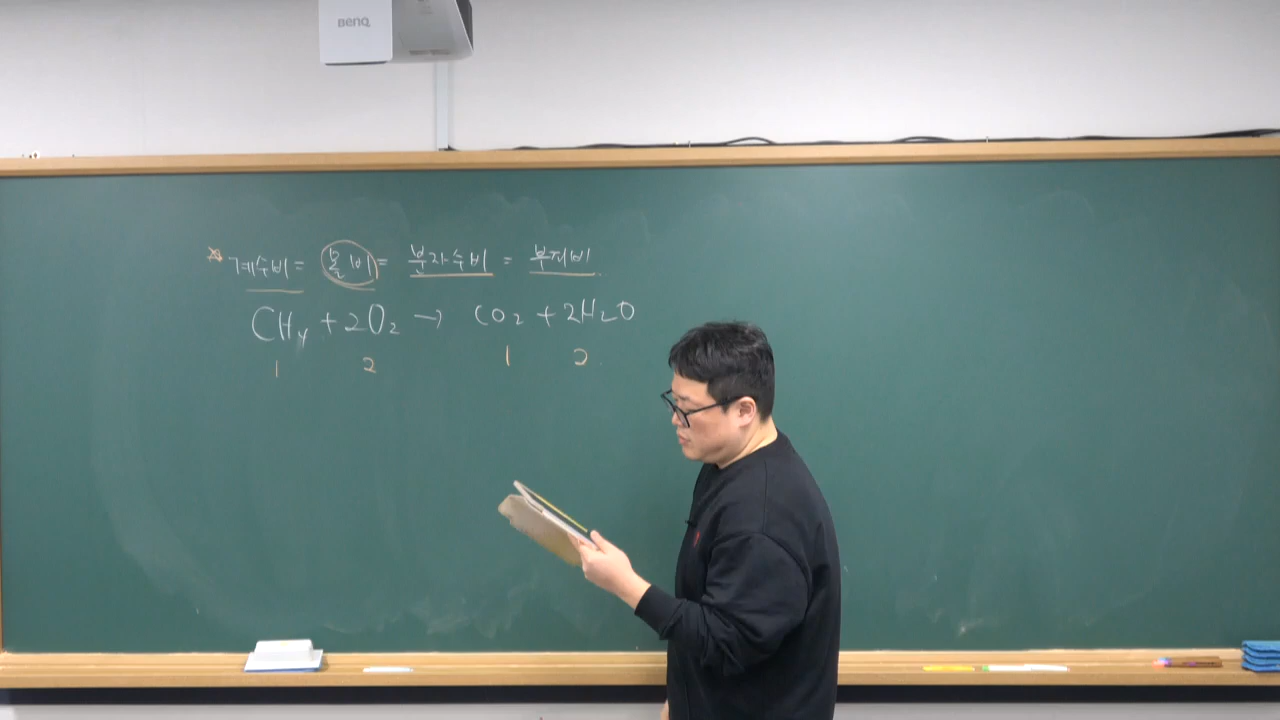 BenQ
※ 계수비 = 몰비 = 분자수비 = 부피비
CH4 + 2O2 → CO2 + 2H2O
1 2 1 2